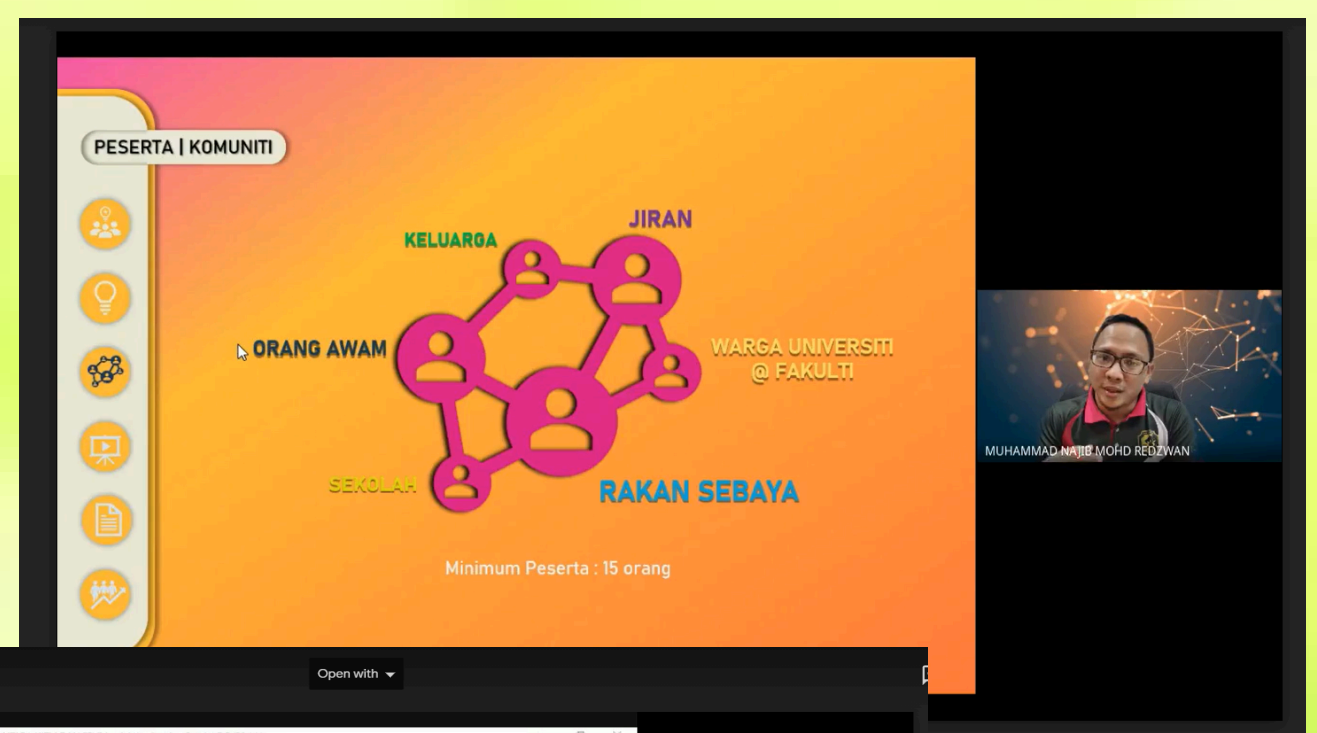 PESERTA | KOMUNITI
JIRAN
KELUARGA
ORANG AWAM
WARGA UNIVERSITI
@ FAKULTI
SEKOLAH
RAKAN SEBAYA
Minimum Peserta : 15 orang
MUHAMMAD NAJIB MOHD REDZWAN
Open with